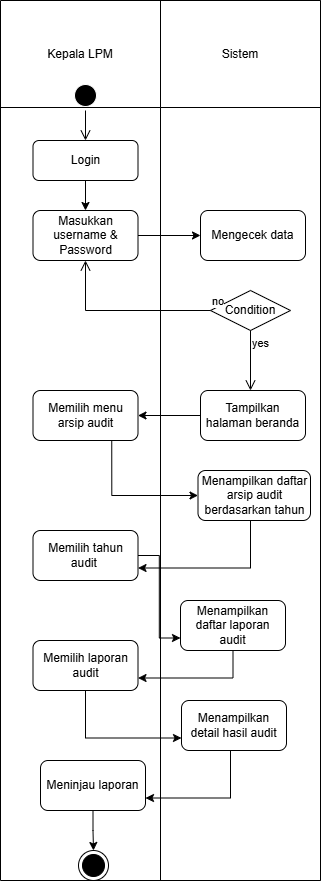 Kepala LPM
Sistem
Login
Masukkan
username &
Password
Mengecek data
no
Condition
yes
Memilih menu
arsip audit
Tampilkan
halaman beranda
Menampilkan daftar
arsip audit
berdasarkan tahun
Memilih tahun
audit
Menampilkan
daftar laporan
audit
Memilih laporan
audit
Menampilkan
detail hasil audit
Meninjau laporan